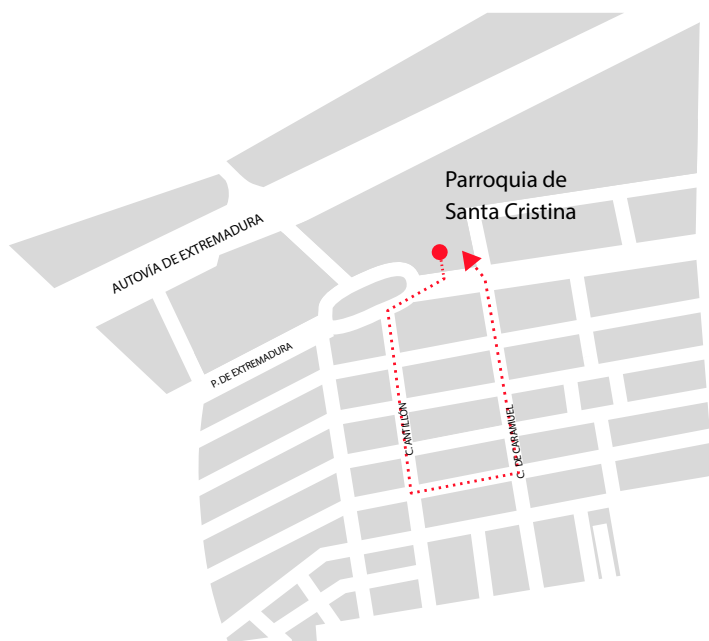 Parroquia de
Santa Cristina
AUTOVÍA DE EXTREMADURA
P. DE EXTREMADURA
C. ANTILLÓN
C. DE CARAMUEL